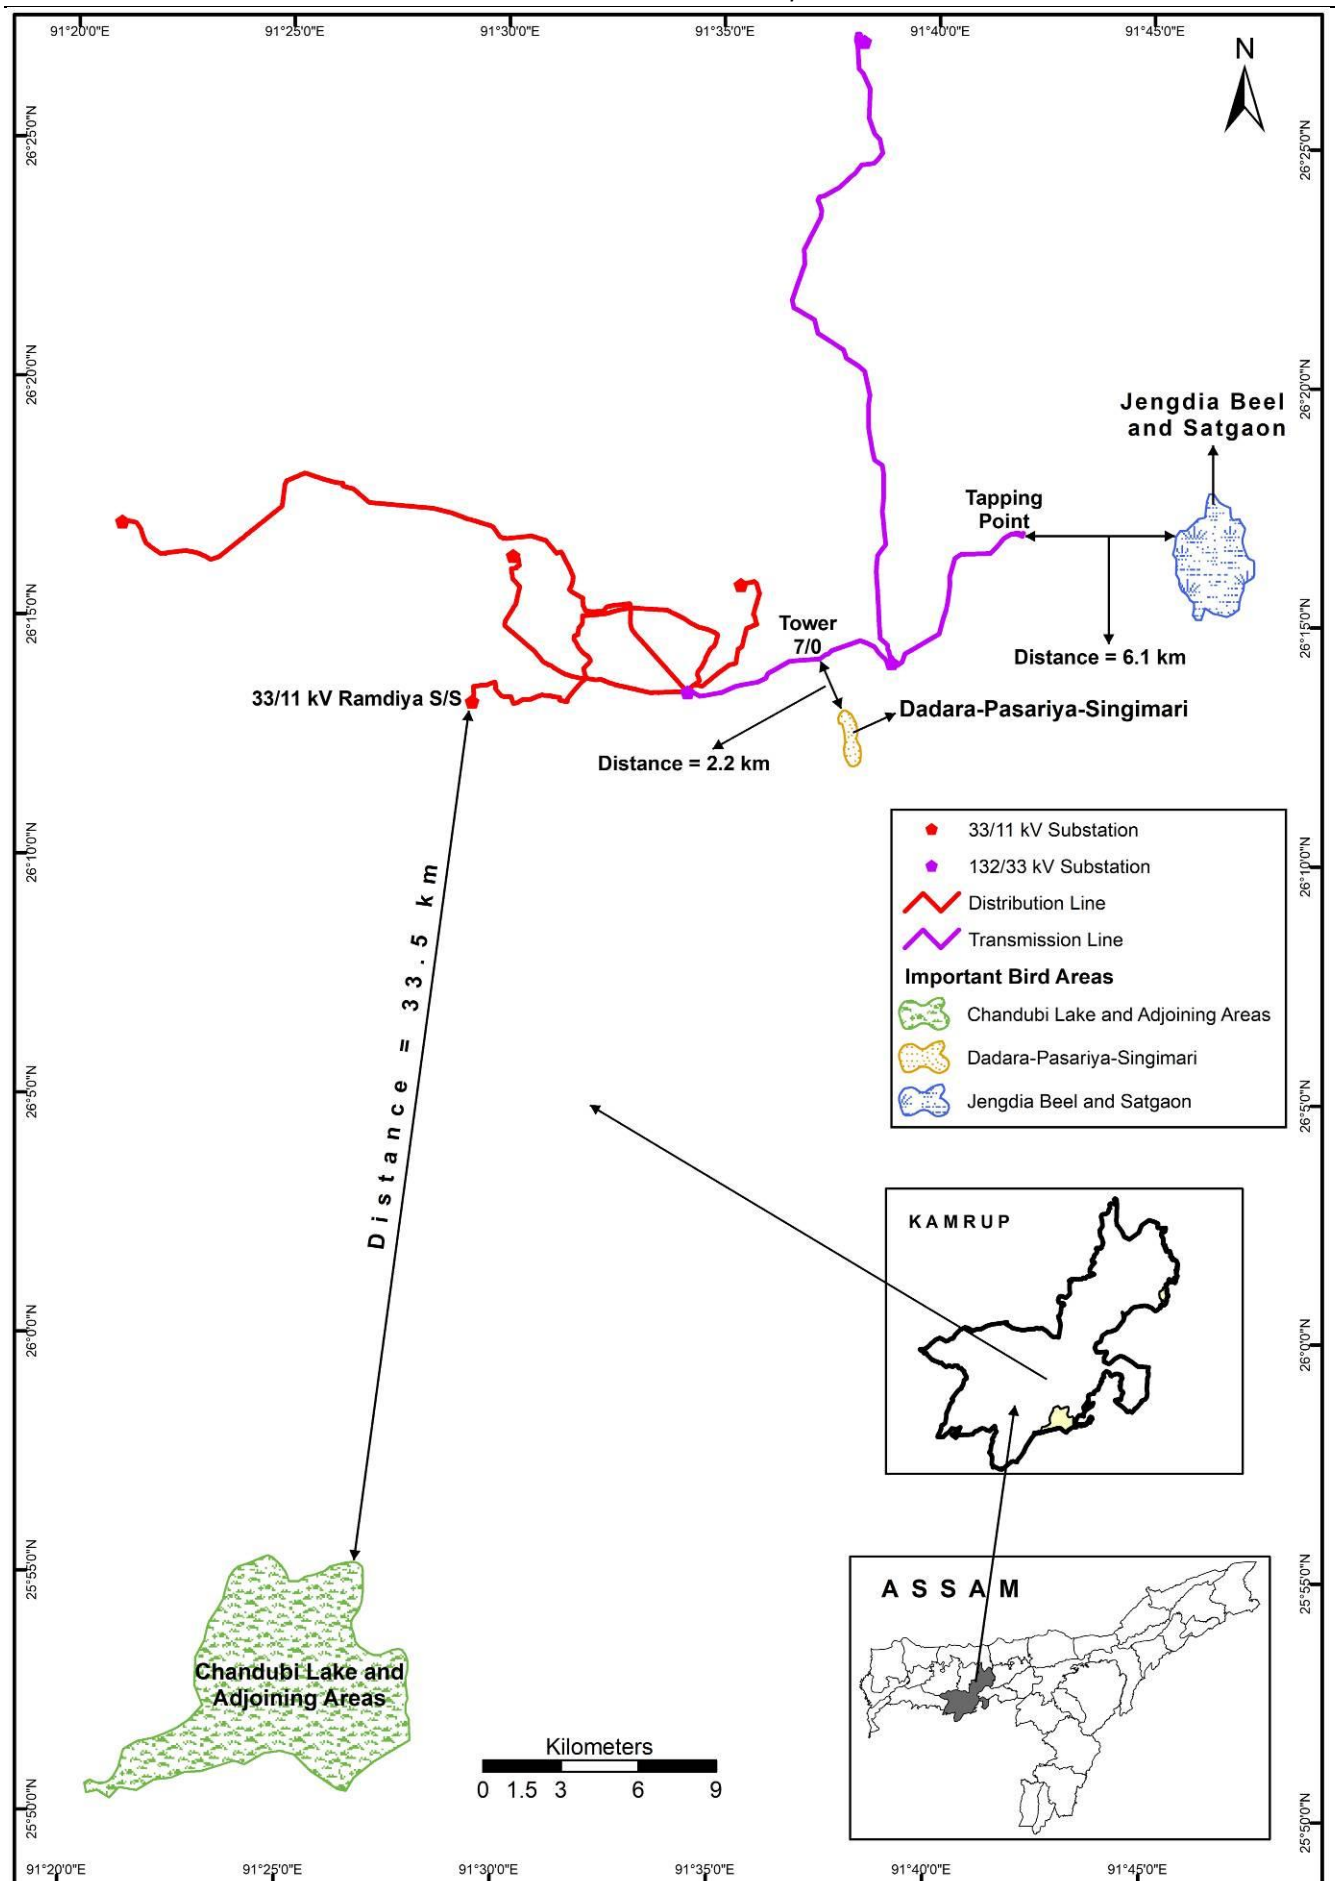 91°20'0"E 91°25'0"E 91°30'0"E 91°35'0"E 91°40'0"E 91°45'0"E
N
26°25'0"N
26°25'0"N
26°20'0"N
26°20'0"N
Jengdia Beel
and Satgaon
Tapping
Point
26°15'0"N
26°15'0"N
Tower
7/0
Distance = 6.1 km
33/11 kV Ramdiya S/S
Dadara-Pasariya-Singimari
Distance = 2.2 km
33/11 kV Substation
132/33 kV Substation
Distribution Line
Transmission Line
Important Bird Areas
Chandubi Lake and Adjoining Areas
Dadara-Pasariya-Singimari
Jengdia Beel and Satgaon
26°10'0"N
26°10'0"N
Distance = 33.5 km
26°5'0"N
26°5'0"N
KAMRUP
26°0'0"N
26°0'0"N
25°55'0"N
25°55'0"N
ASSAM
Chandubi Lake and
Adjoining Areas
Kilometers
0 1.5 3 6 9
25°50'0"N
25°50'0"N
91°20'0"E 91°25'0"E 91°30'0"E 91°35'0"E 91°40'0"E 91°45'0"E